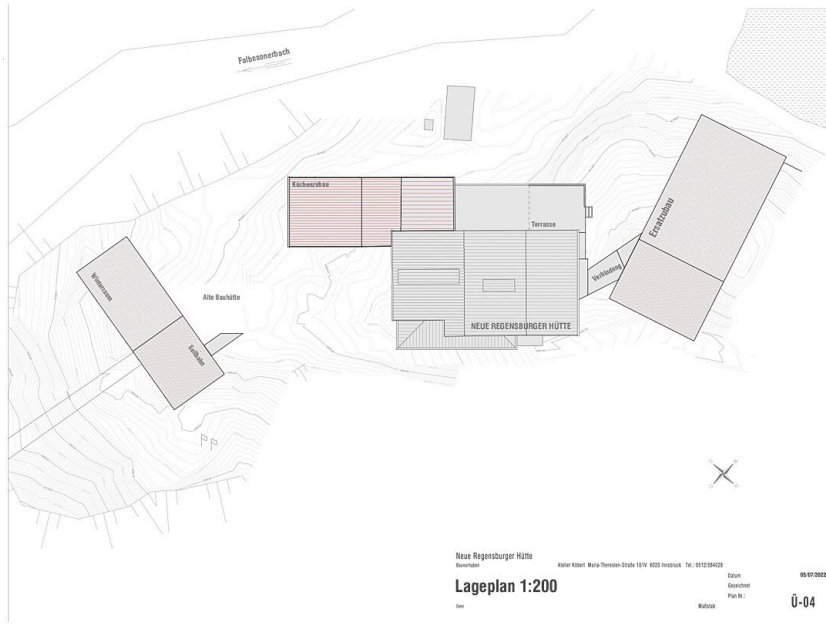 Falbesonerbach
Küchenzubau
Ersatzubau
Terrasse
Verbindung
Winterraum
Alte Bauhütte
Seilbahn
NEUE REGENSBURGER HÜTTE
Neue Regensburger Hütte
Bauvorhaben
Atelier Köberl Maria-Theresien-Straße 10/IV 6020 Innsbruck Tel.: 0512/584028
Lageplan 1:200
Datum 05/07/2022
Gezeichnet
Plan Nr.: Ü-04
Maßstab